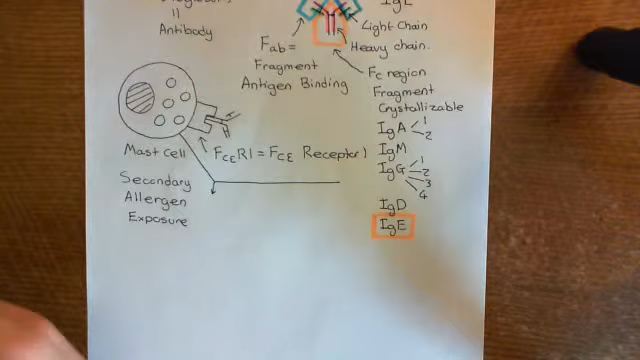 IgE
Light Chain
Heavy chain.
=
Antibody
Fab =
Fragment
Antigen Binding
Fc region
Fragment
Crystallizable
IgA 1
2
IgM
IgG 1
2
3
4
IgD
IgE
FcεRI = Fcε Receptor 1
Mast cell
Secondary
Allergen
Exposure